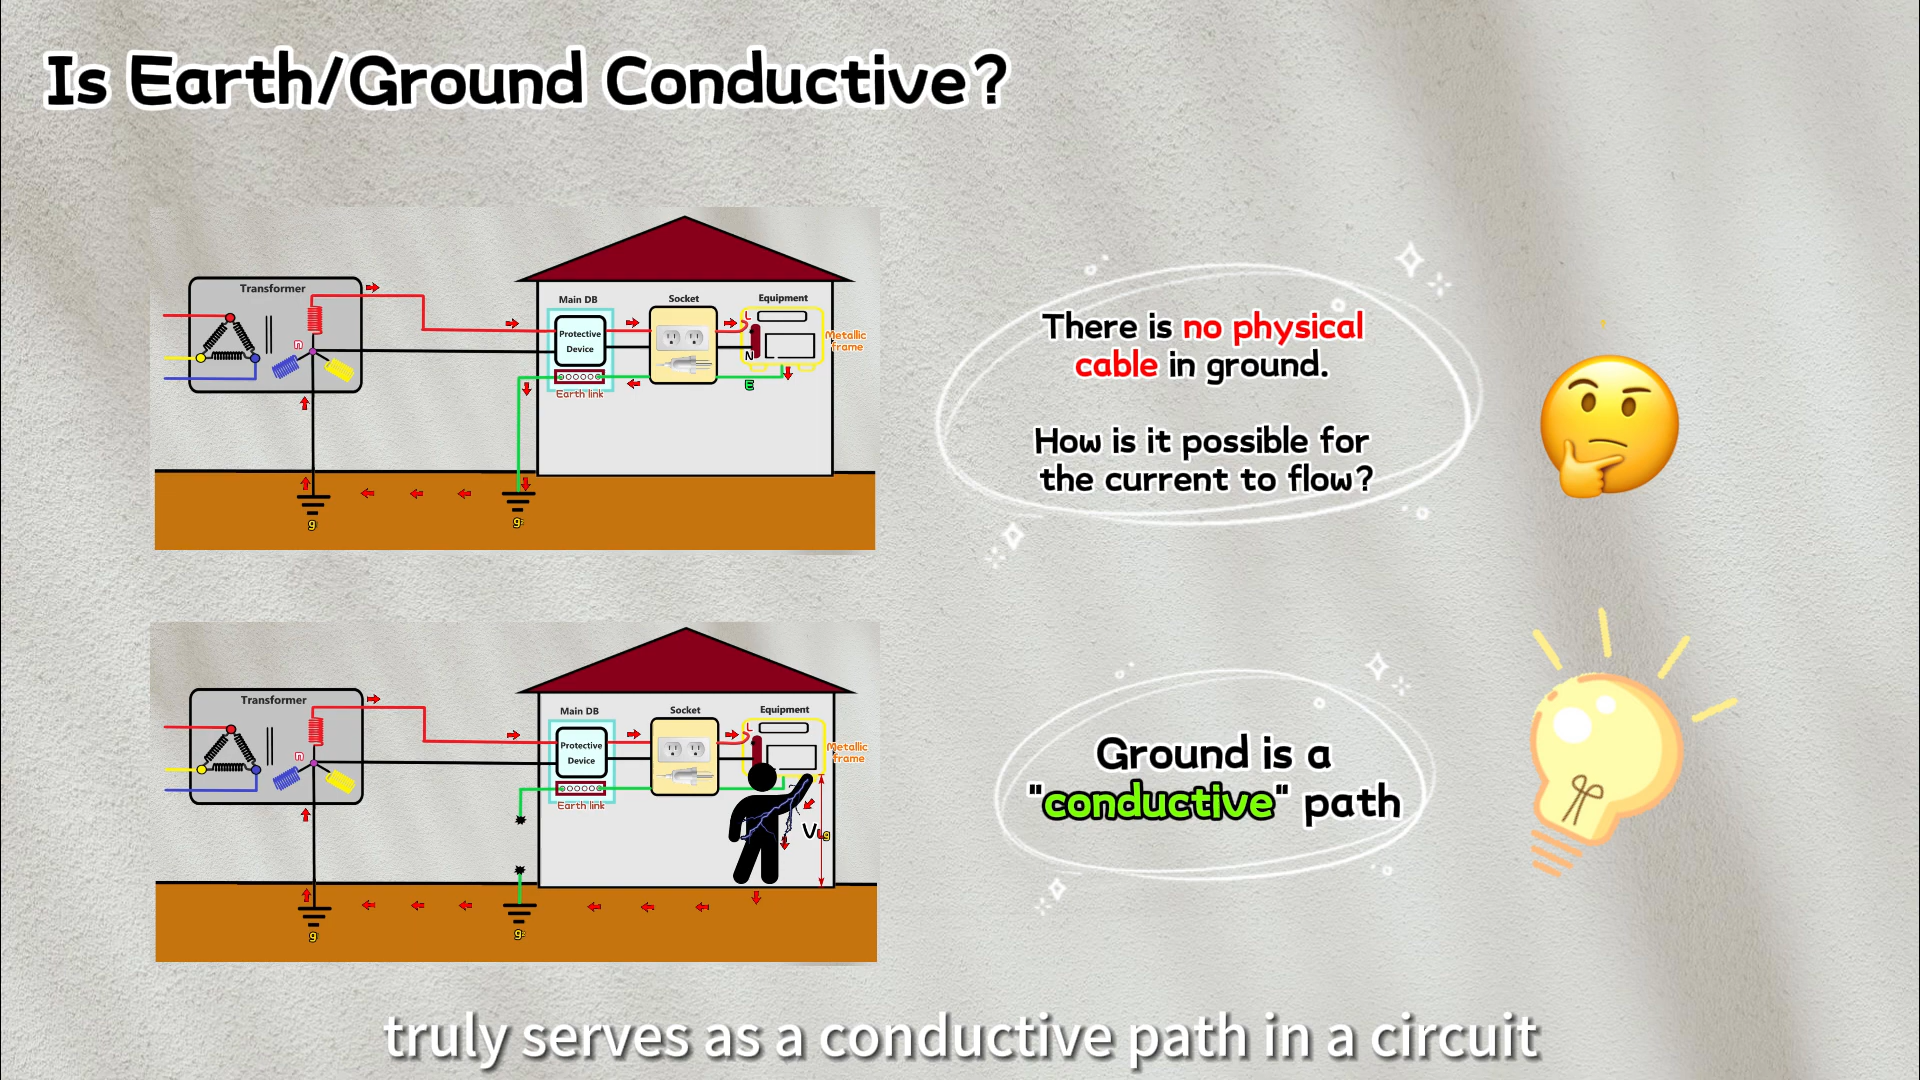 Is Earth/Ground Conductive?
Transformer
n
Main DB
Socket
Equipment
Protective
Device
L
N
Metallic
frame
E
Earth link
g
g
There is no physical
cable in ground.
How is it possible for
the current to flow?
Transformer
n
Main DB
Socket
Equipment
Protective
Device
L
Metallic
frame
Earth link
VLg
g
g
Ground is a
"conductive" path
truly serves as a conductive path in a circuit